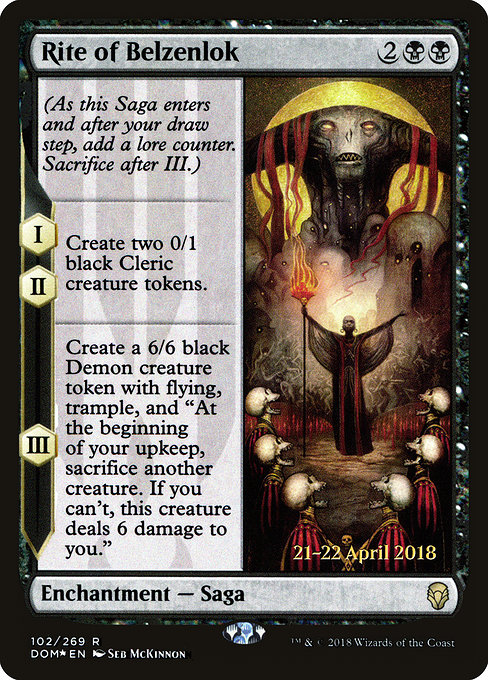 Rite of Belzenlok 2
(As this Saga enters
and after your draw
step, add a lore counter.
Sacrifice after III.)
I
II
Create two 0/1
black Cleric
creature tokens.
III
Create a 6/6 black
Demon creature
token with flying,
trample, and “At
the beginning
of your upkeep,
sacrifice another
creature. If you
can’t, this creature
deals 6 damage to
you.”
21–22 April 2018
Enchantment — Saga
102/269 R
DOM★EN Seb McKinnon
™ & © 2018 Wizards of the Coast